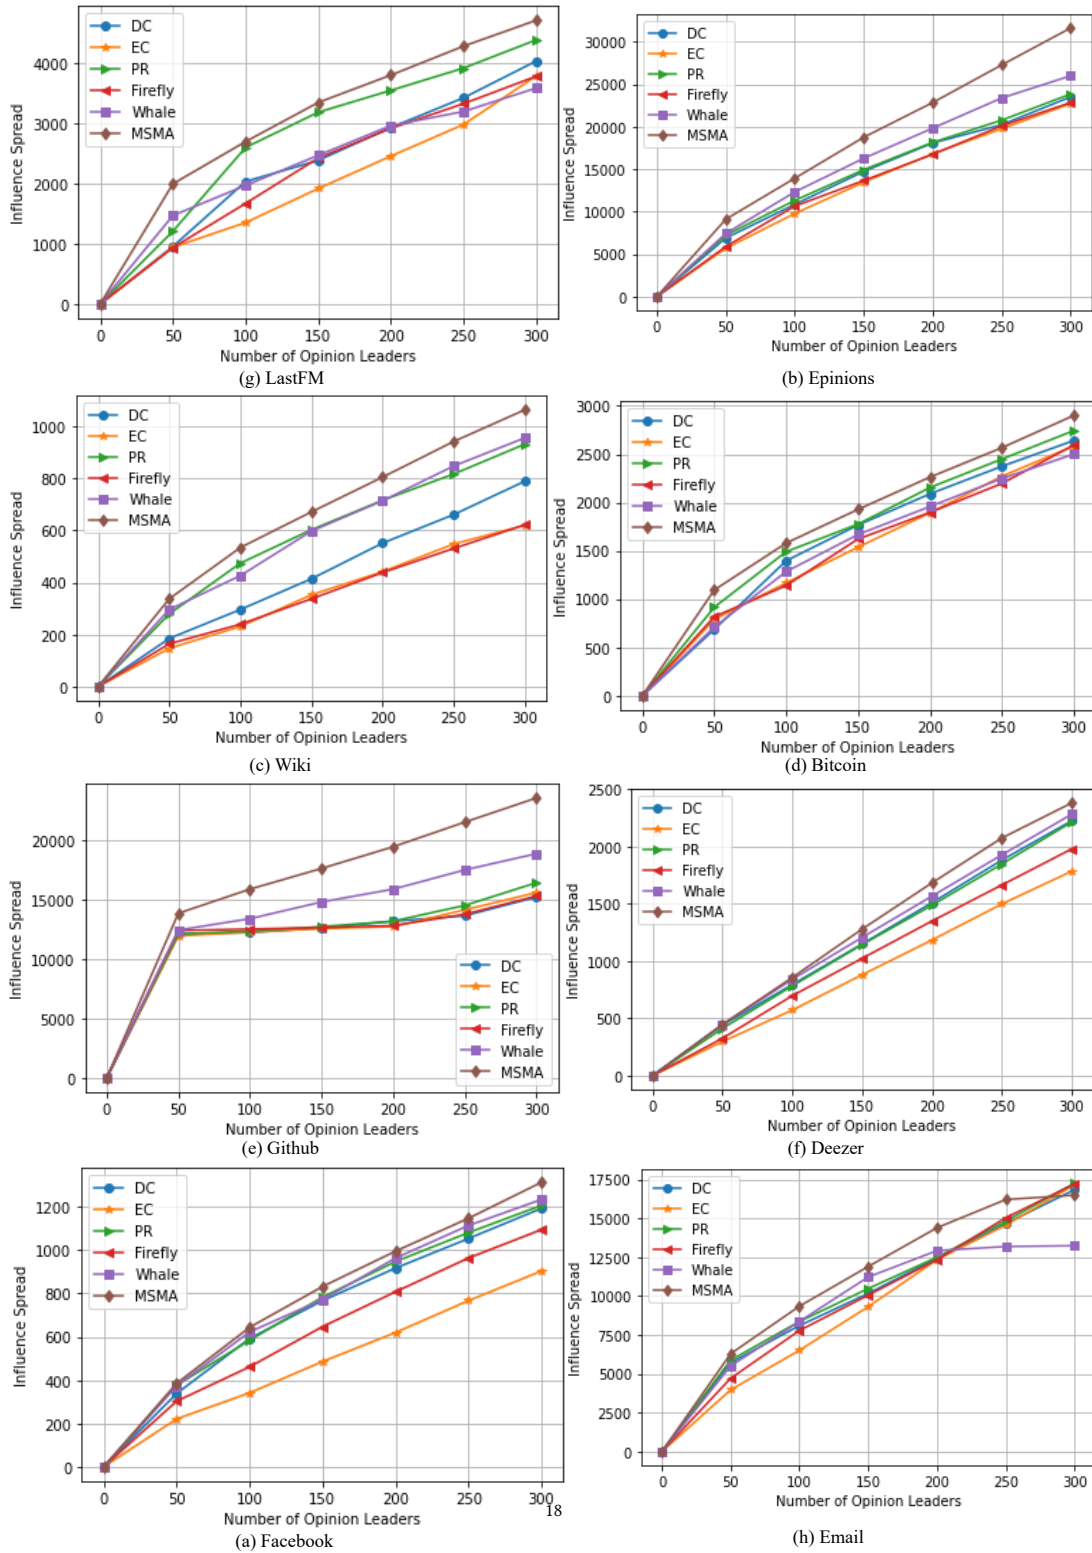 DC
EC
PR
Firefly
Whale
MSMA
4000
3000
2000
1000
0
Influence Spread
0 50 100 150 200 250 300
Number of Opinion Leaders
(g) LastFM
DC
EC
PR
Firefly
Whale
MSMA
30000
25000
20000
15000
10000
5000
0
Influence Spread
0 50 100 150 200 250 300
Number of Opinion Leaders
(b) Epinions
DC
EC
PR
Firefly
Whale
MSMA
1000
800
600
400
200
0
Influence Spread
0 50 100 150 200 250 300
Number of Opinion Leaders
(c) Wiki
DC
EC
PR
Firefly
Whale
MSMA
3000
2500
2000
1500
1000
500
0
Influence Spread
0 50 100 150 200 250 300
Number of Opinion Leaders
(d) Bitcoin
20000
15000
10000
5000
0
Influence Spread
DC
EC
PR
Firefly
Whale
MSMA
0 50 100 150 200 250 300
Number of Opinion Leaders
(e) Github
DC
EC
PR
Firefly
Whale
MSMA
2500
2000
1500
1000
500
0
Influence Spread
0 50 100 150 200 250 300
Number of Opinion Leaders
(f) Deezer
DC
EC
PR
Firefly
Whale
MSMA
1200
1000
800
600
400
200
0
Influence Spread
0 50 100 150 200 250 300
Number of Opinion Leaders
18
(a) Facebook
DC
EC
PR
Firefly
Whale
MSMA
17500
15000
12500
10000
7500
5000
2500
0
Influence Spread
0 50 100 150 200 250 300
Number of Opinion Leaders
(h) Email